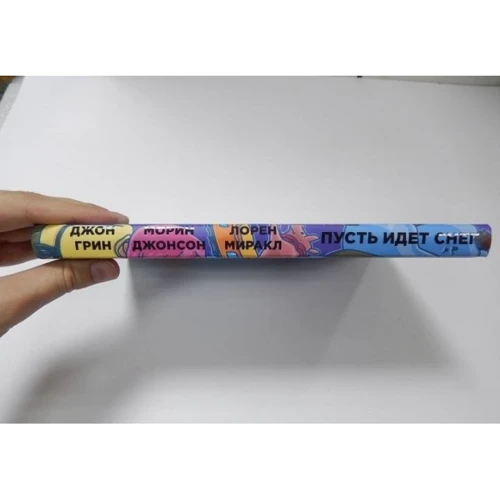 ДЖОН
ГРИН
МОРИН
ДЖОНСОН
ЛОРЕН
МИРАКЛ
ПУСТЬ ИДЕТ СНЕГ